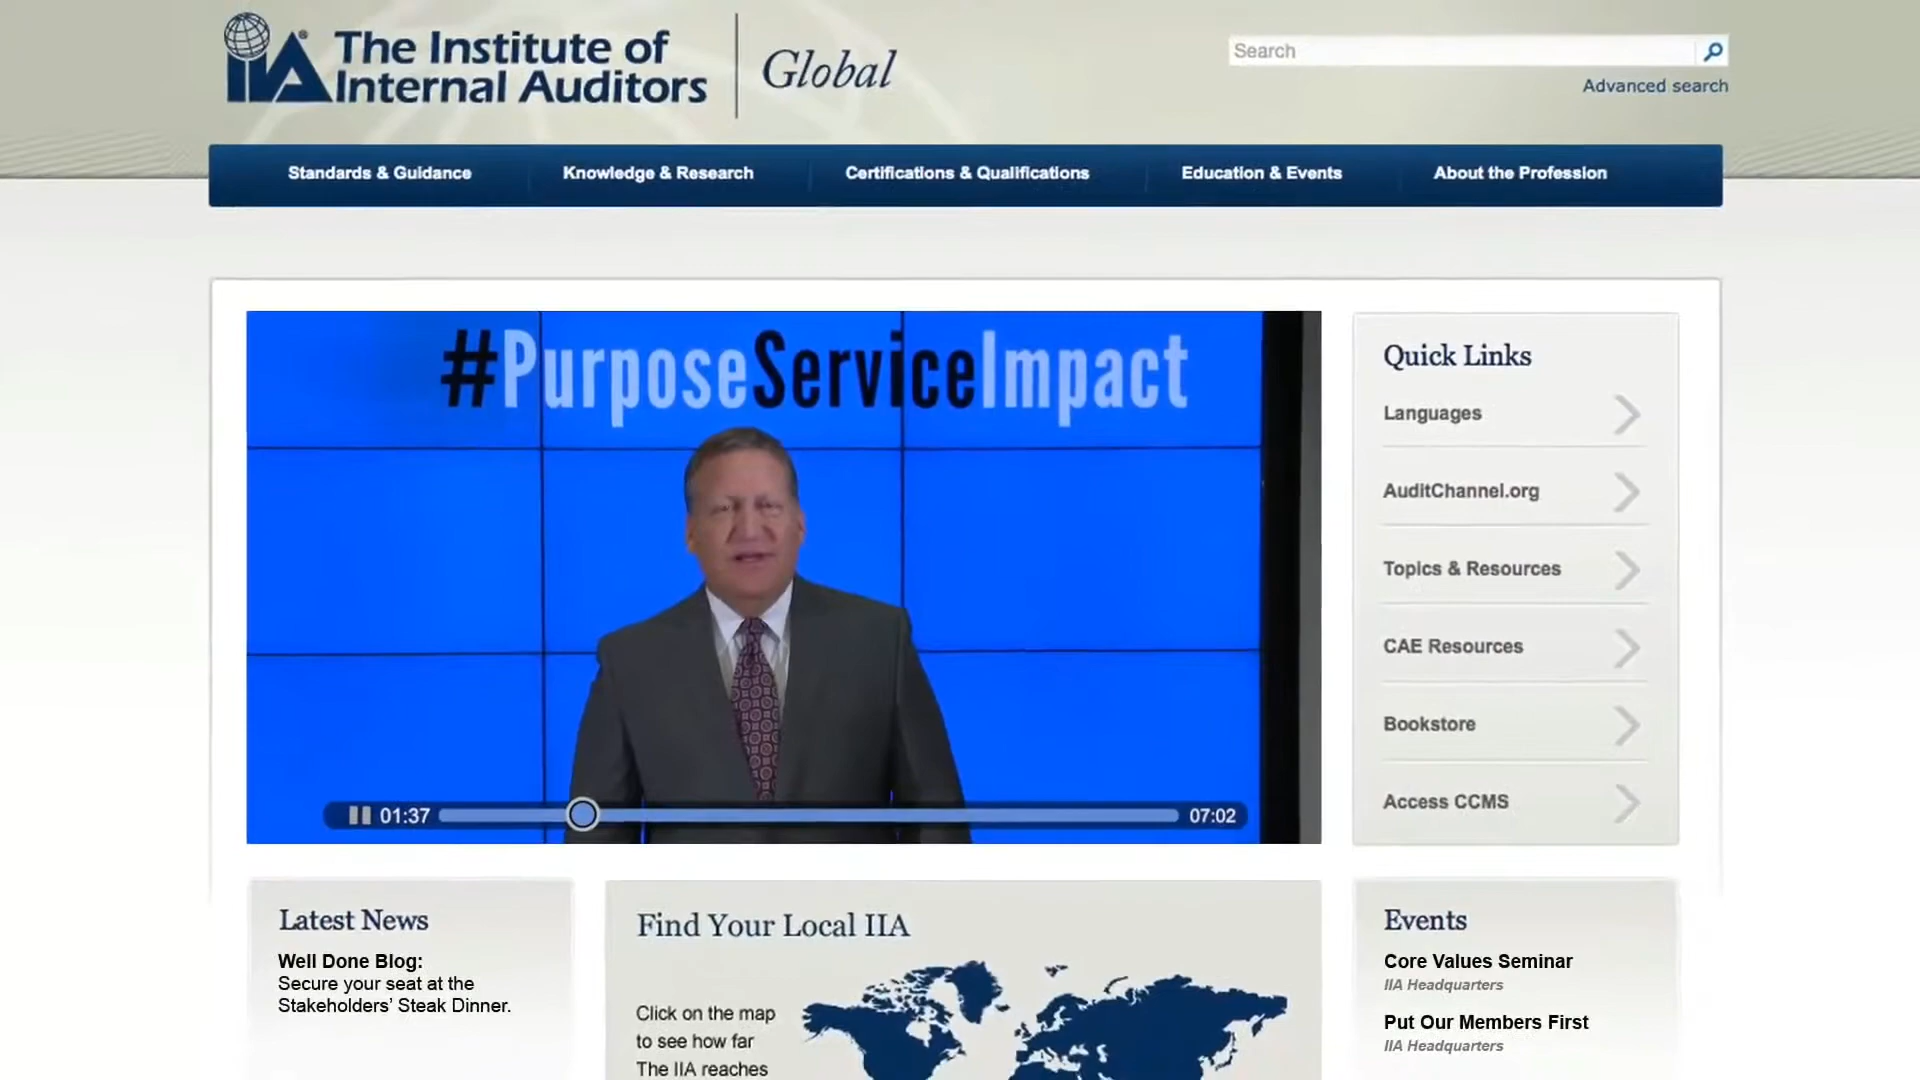 IIA®
The Institute of
Internal Auditors
Global
Search
Advanced search
Standards & Guidance
Knowledge & Research
Certifications & Qualifications
Education & Events
About the Profession
#PurposeServiceImpact
01:37
07:02
Quick Links
Languages
AuditChannel.org
Topics & Resources
CAE Resources
Bookstore
Access CCMS
Latest News
Well Done Blog:
Secure your seat at the
Stakeholders’ Steak Dinner.
Find Your Local IIA
Click on the map
to see how far
The IIA reaches
Events
Core Values Seminar
IIA Headquarters
Put Our Members First
IIA Headquarters